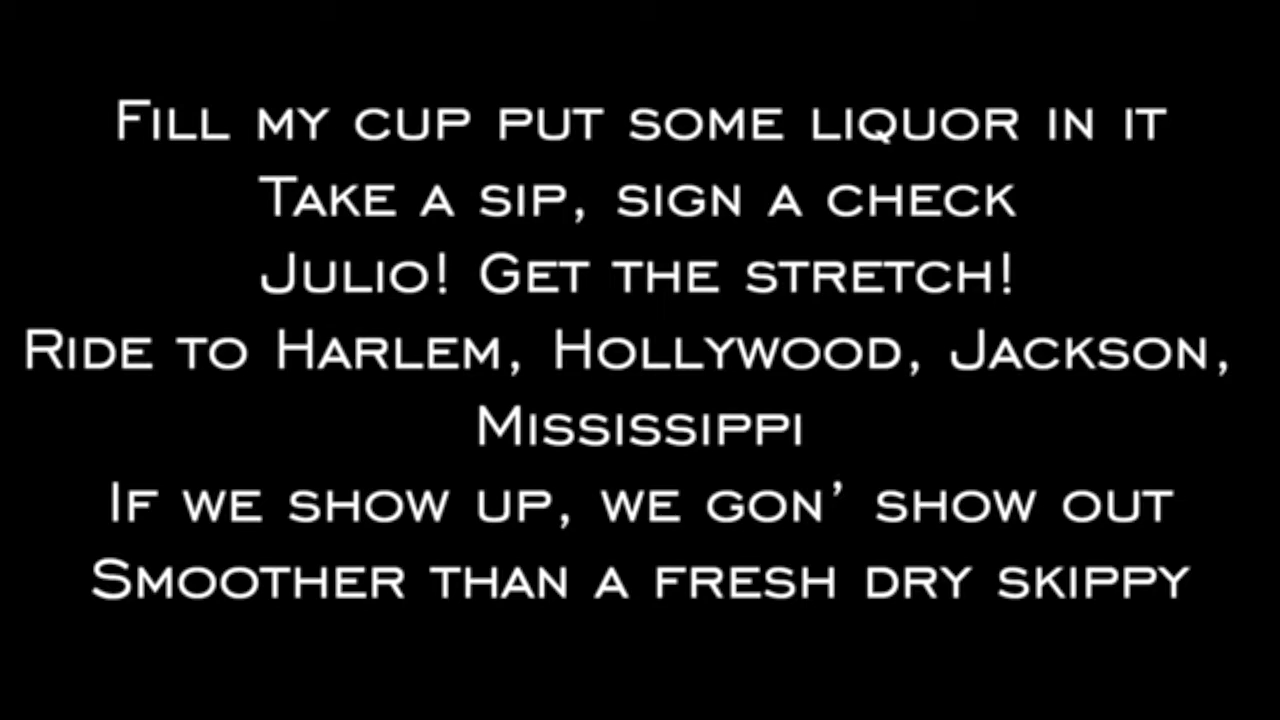 Fill my cup put some liquor in it
Take a sip, sign a check
Julio! Get the stretch!
Ride to Harlem, Hollywood, Jackson,
Mississippi
If we show up, we gon’ show out
Smoother than a fresh dry skippy